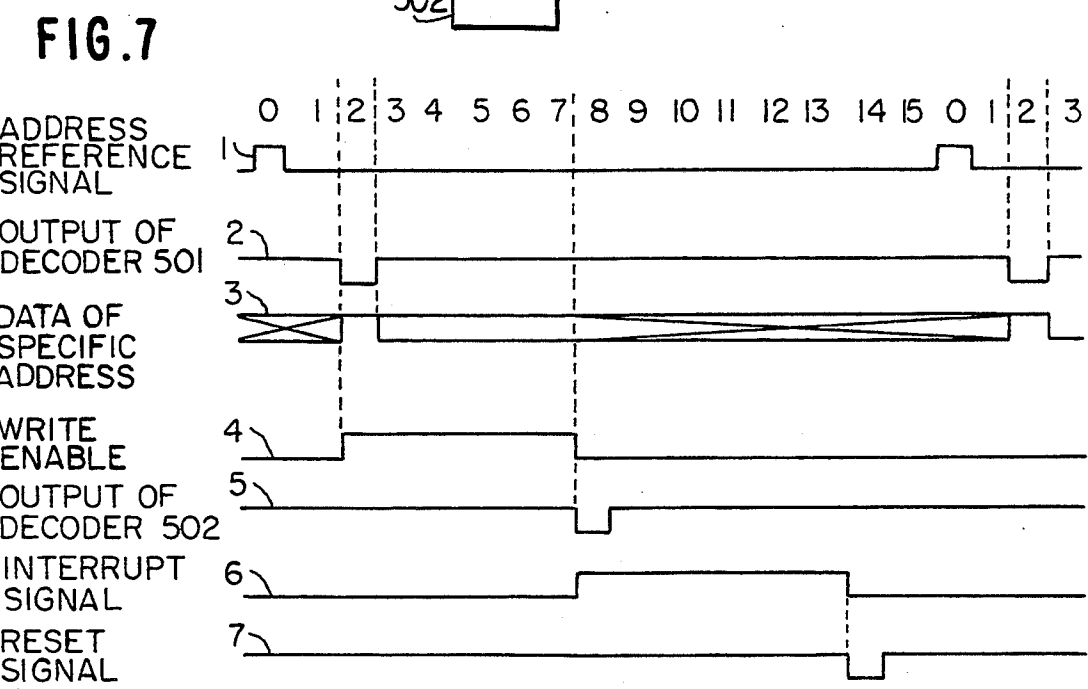 502
FIG.7
0 1 2 3 4 5 6 7 8 9 10 11 12 13 14 15 0 1 2 3
ADDRESS
REFERENCE 1
SIGNAL
OUTPUT OF 2
DECODER 501
3
DATA OF
SPECIFIC
ADDRESS
WRITE 4
ENABLE
OUTPUT OF 5
DECODER 502
INTERRUPT 6
SIGNAL
RESET 7
SIGNAL